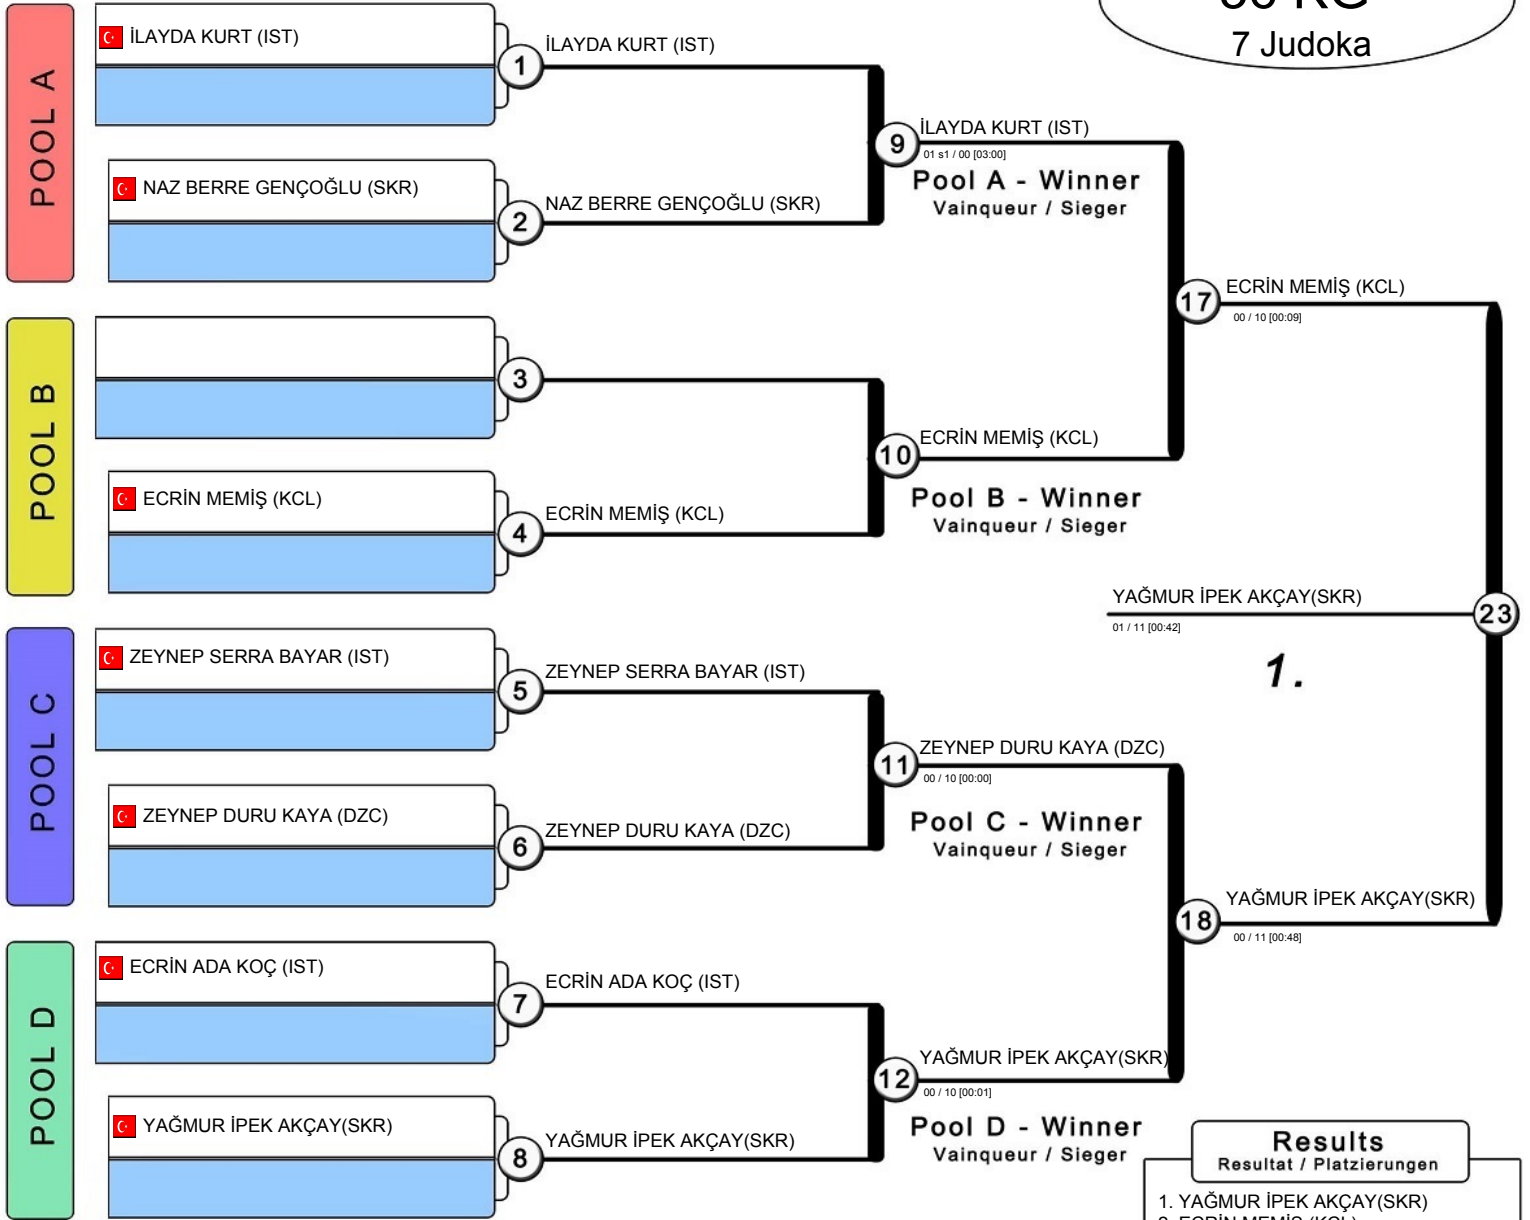 KG
7 Judoka
POOL A
İLAYDA KURT (IST)
1
İLAYDA KURT (IST)
NAZ BERRE GENÇOĞLU (SKR)
2
NAZ BERRE GENÇOĞLU (SKR)
9
İLAYDA KURT (IST)
01 s1 / 00 [03:00]
Pool A - Winner
Vainqueur / Sieger
POOL B
3
ECRİN MEMİŞ (KCL)
4
ECRİN MEMİŞ (KCL)
10
ECRİN MEMİŞ (KCL)
Pool B - Winner
Vainqueur / Sieger
17
ECRİN MEMİŞ (KCL)
00 / 10 [00:09]
POOL C
ZEYNEP SERRA BAYAR (IST)
5
ZEYNEP SERRA BAYAR (IST)
ZEYNEP DURU KAYA (DZC)
6
ZEYNEP DURU KAYA (DZC)
11
ZEYNEP DURU KAYA (DZC)
00 / 10 [00:00]
Pool C - Winner
Vainqueur / Sieger
POOL D
ECRİN ADA KOÇ (IST)
7
ECRİN ADA KOÇ (IST)
YAĞMUR İPEK AKÇAY(SKR)
8
YAĞMUR İPEK AKÇAY(SKR)
12
YAĞMUR İPEK AKÇAY(SKR)
00 / 10 [00:01]
Pool D - Winner
Vainqueur / Sieger
18
YAĞMUR İPEK AKÇAY(SKR)
00 / 11 [00:48]
YAĞMUR İPEK AKÇAY(SKR)
23
01 / 11 [00:42]
1.
Results
Resultat / Platzierungen
1. YAĞMUR İPEK AKÇAY(SKR)
2. ECRİN MEMİŞ (KCL)